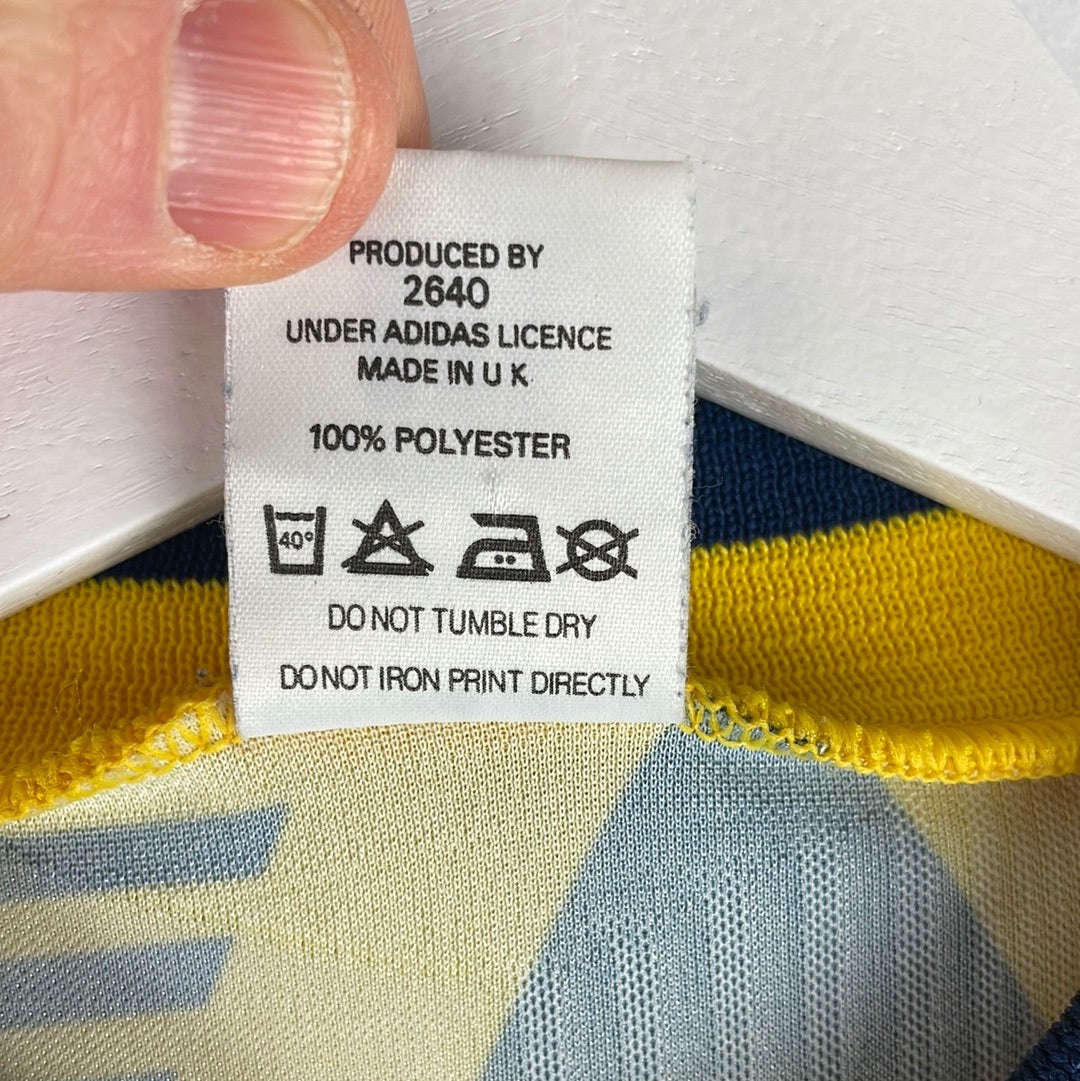 PRODUCED BY
2640
UNDER ADIDAS LICENCE
MADE IN U K
100% POLYESTER
40°
DO NOT TUMBLE DRY
DO NOT IRON PRINT DIRECTLY